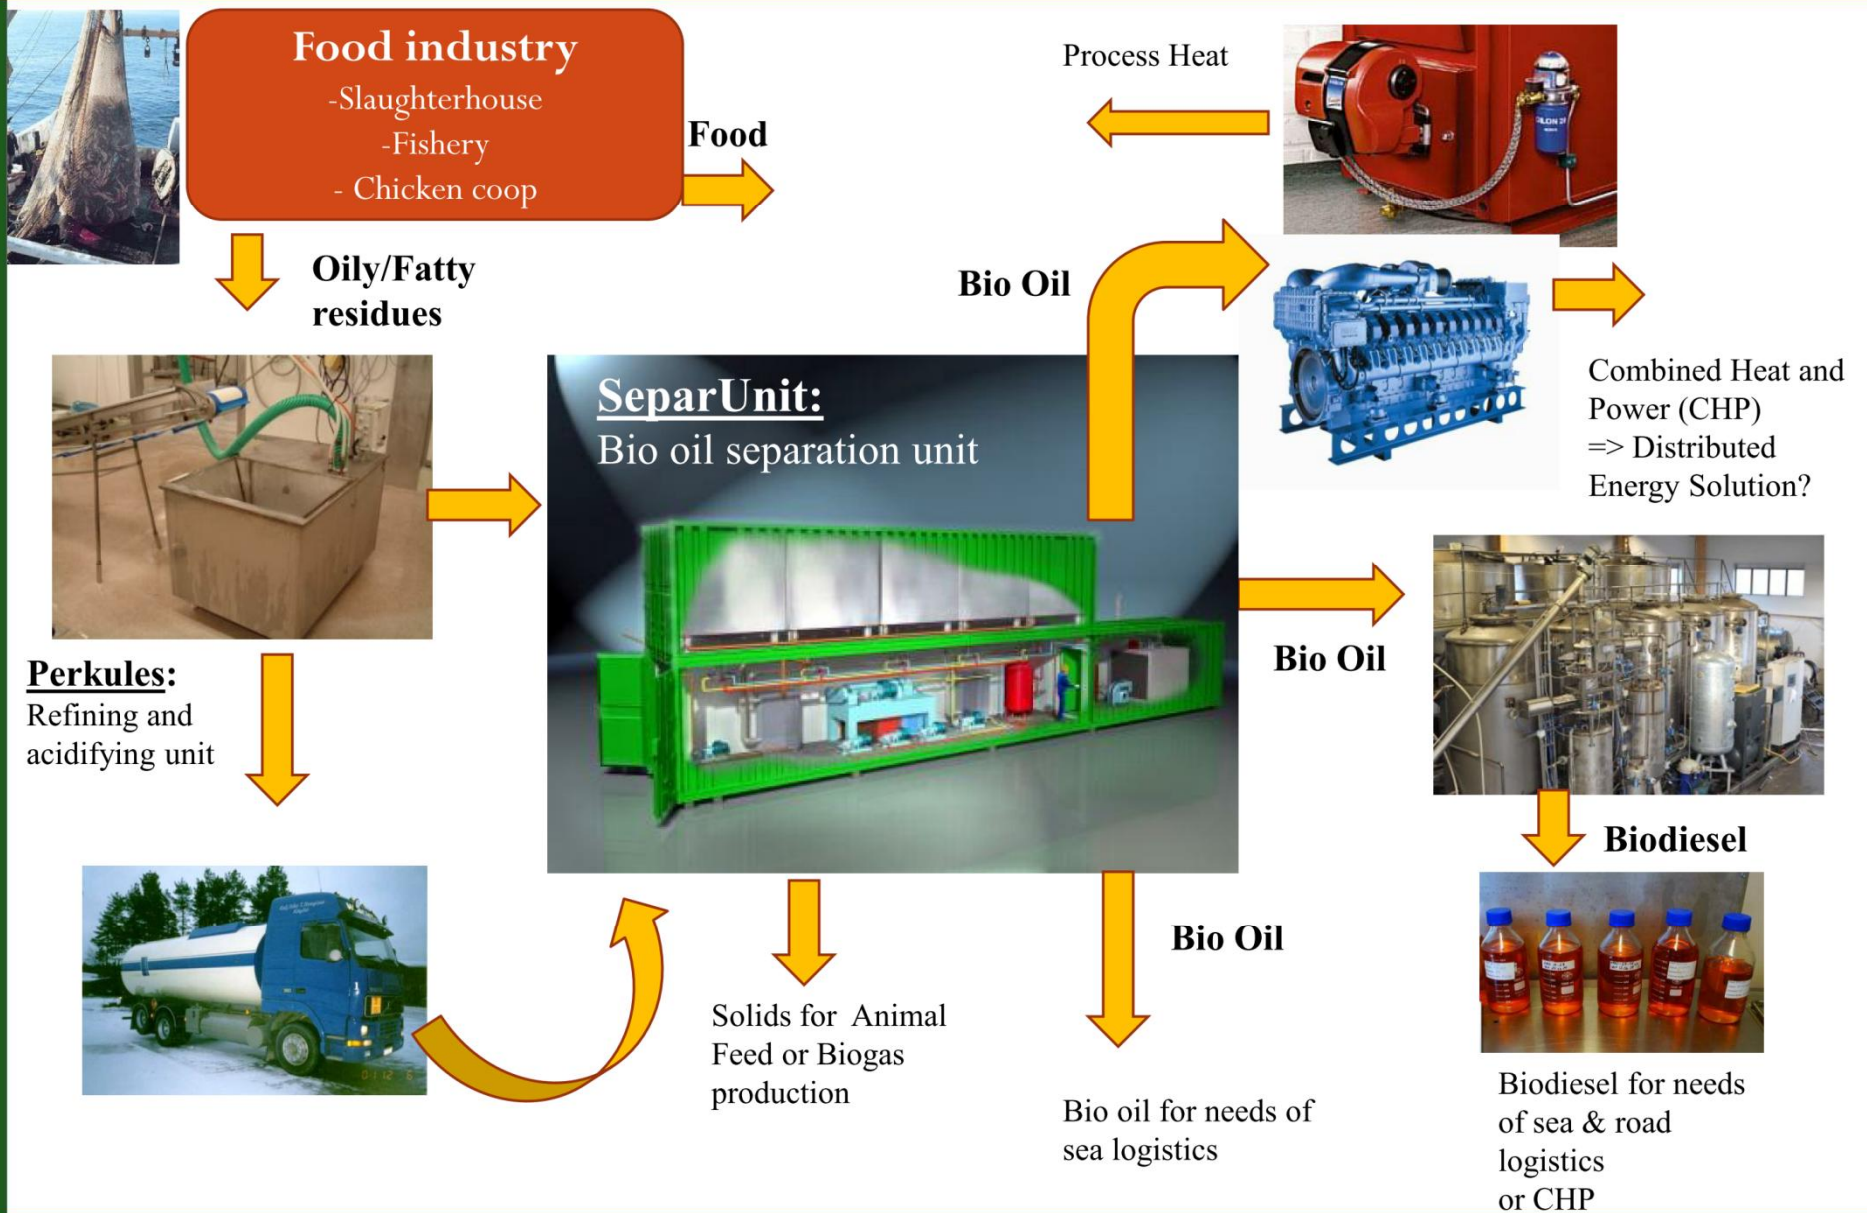 Food industry
-Slaughterhouse
-Fishery
- Chicken coop
Food
Process Heat
Oily/Fatty
residues
Bio Oil
Combined Heat and
Power (CHP)
=> Distributed
Energy Solution?
SeparUnit:
Bio oil separation unit
Perkules:
Refining and
acidifying unit
Bio Oil
Biodiesel
Bio Oil
Solids for  Animal
Feed or Biogas
production
Bio oil for needs of
sea logistics
Biodiesel for needs
of sea & road
logistics
or CHP